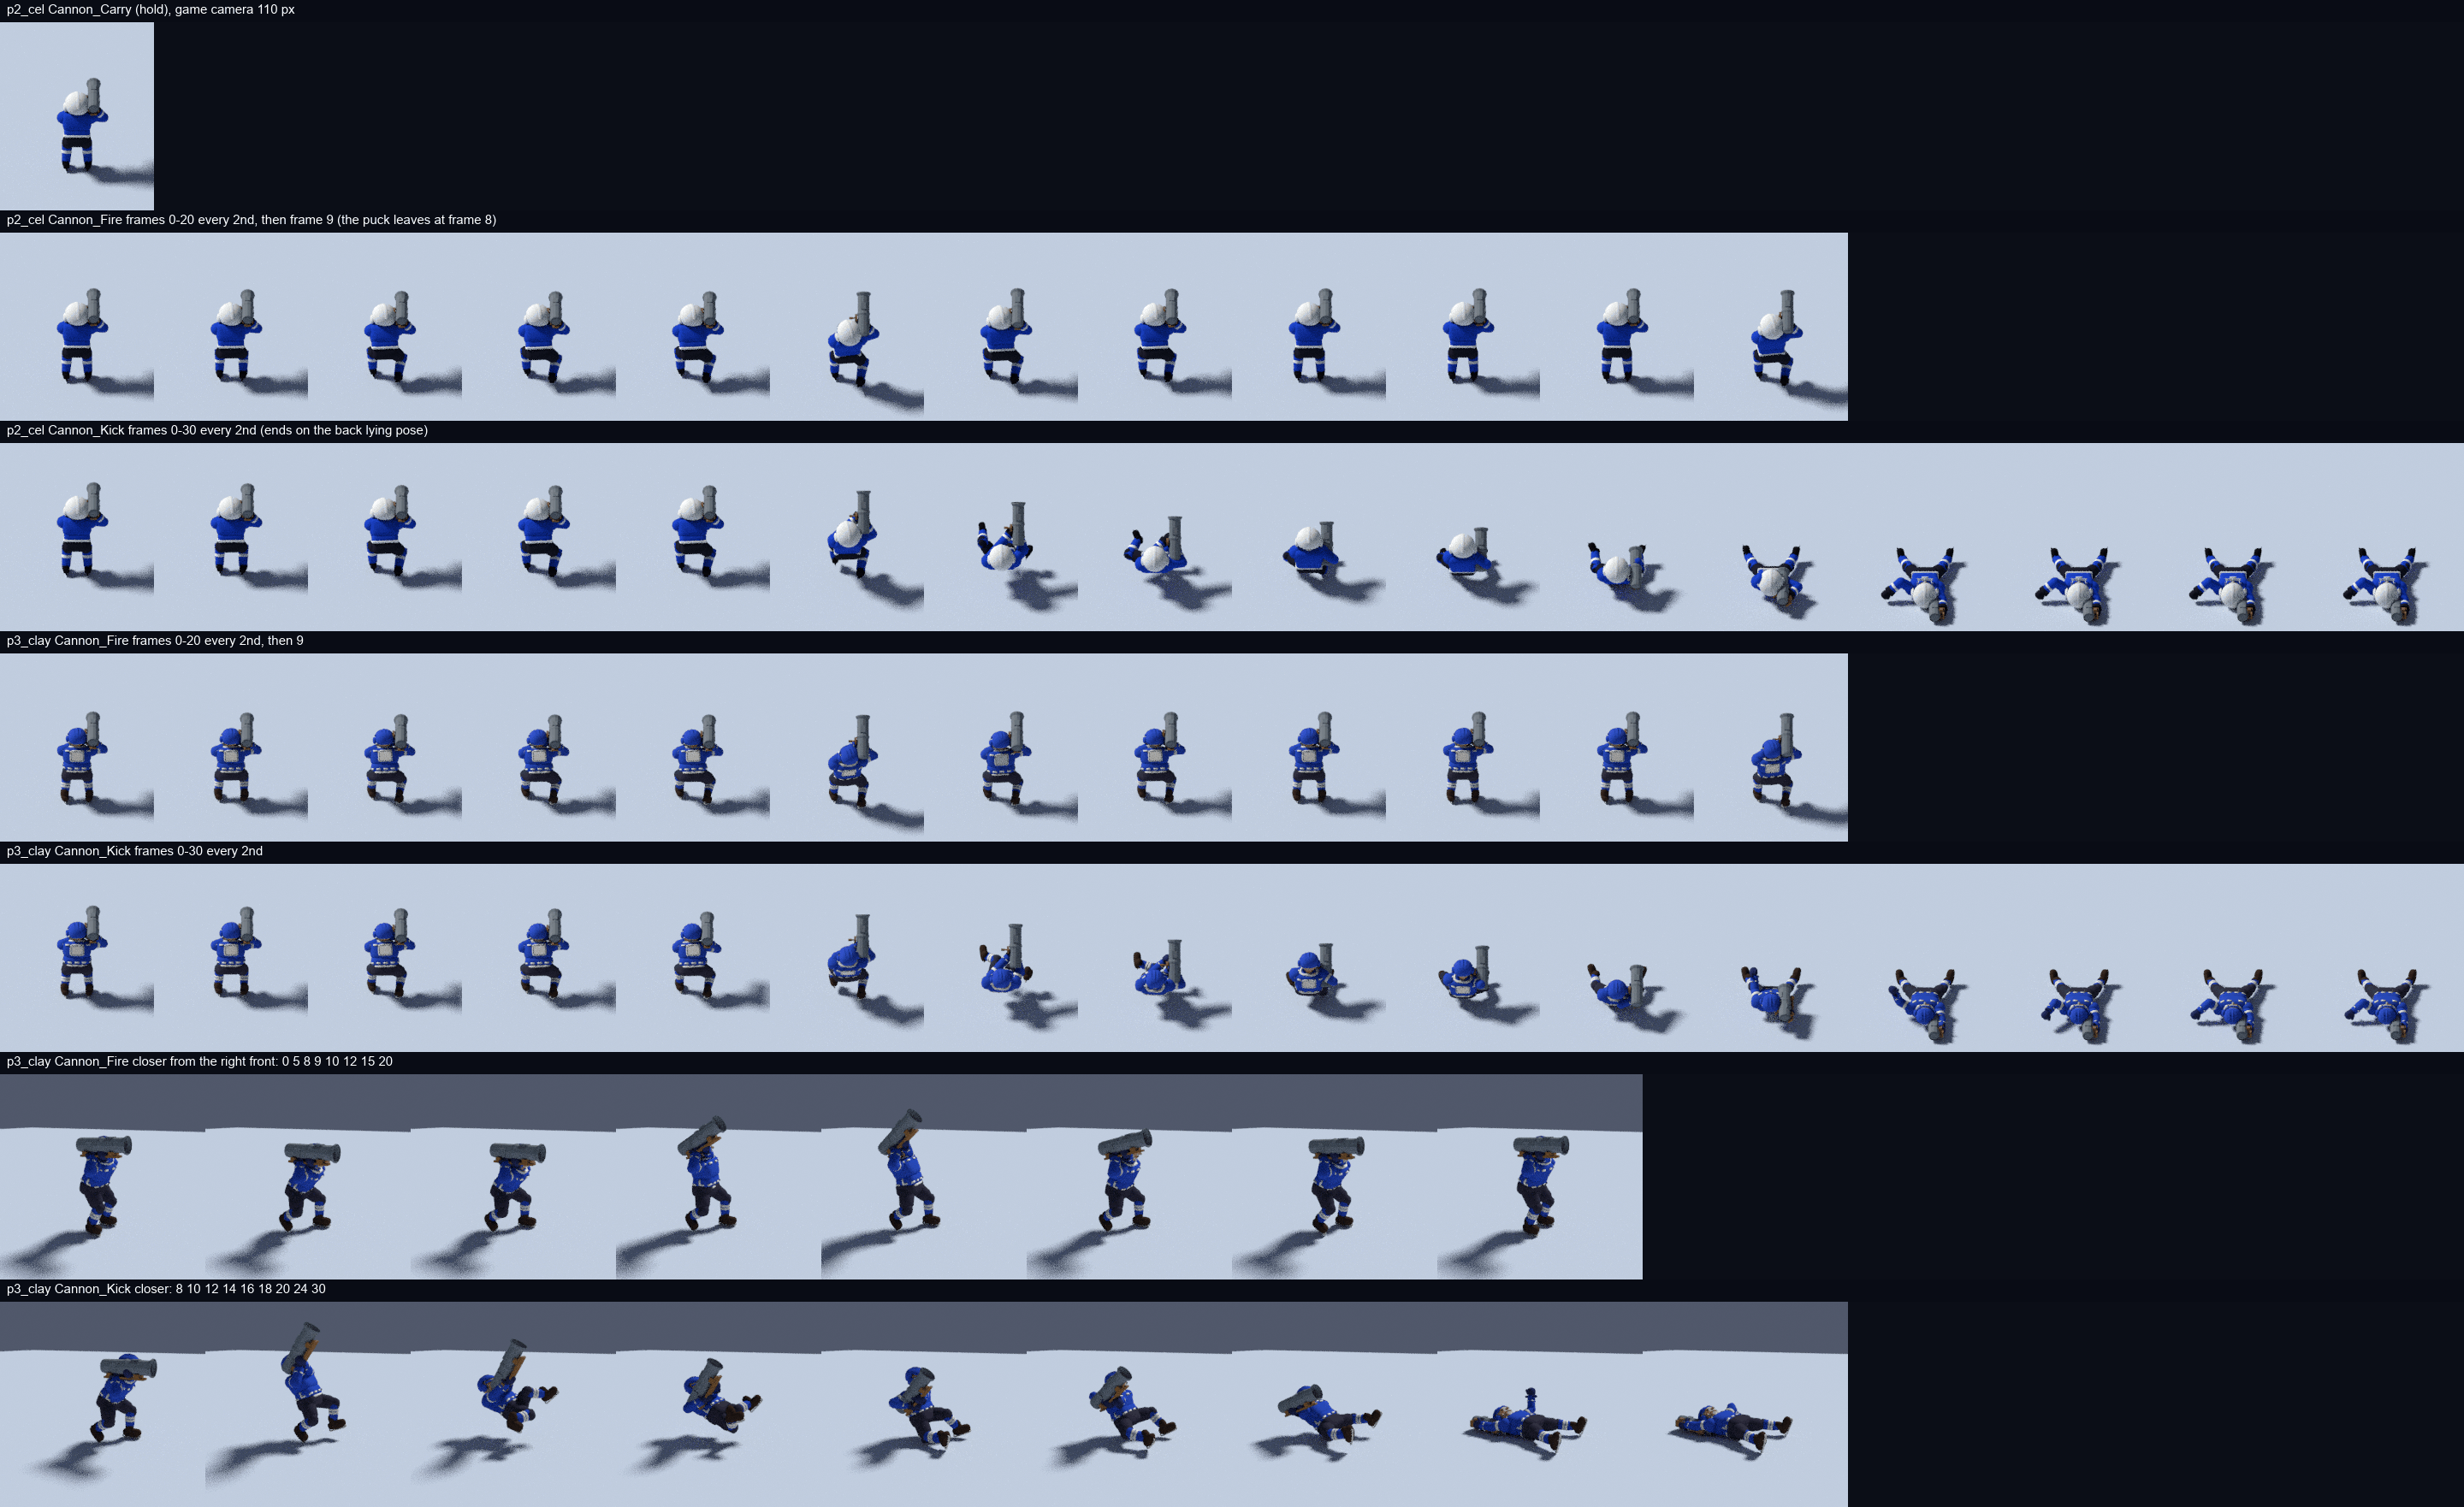 p2_cel Cannon_Carry (hold), game camera 110 px
p2_cel Cannon_Fire frames 0-20 every 2nd, then frame 9 (the puck leaves at frame 8)
p2_cel Cannon_Kick frames 0-30 every 2nd (ends on the back lying pose)
p3_clay Cannon_Fire frames 0-20 every 2nd, then 9
p3_clay Cannon_Kick frames 0-30 every 2nd
p3_clay Cannon_Fire closer from the right front: 0 5 8 9 10 12 15 20
p3_clay Cannon_Kick closer: 8 10 12 14 16 18 20 24 30